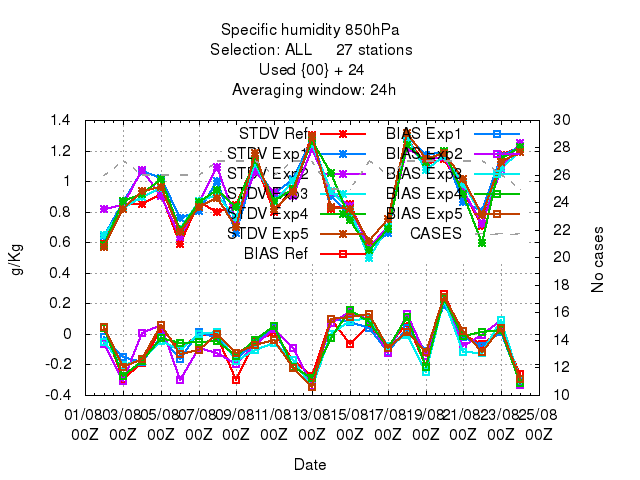 Specific humidity 850hPa
Selection: ALL 27 stations
Used {00} + 24
Averaging window: 24h
1.4
1.2
1
0.8
0.6
0.4
0.2
0
-0.2
-0.4
g/Kg
30
28
26
24
22
20
18
16
14
12
10
No cases
STDV Ref
STDV Exp1
STDV Exp2
STDV Exp3
STDV Exp4
STDV Exp5
BIAS Ref
BIAS Exp1
BIAS Exp2
BIAS Exp3
BIAS Exp4
BIAS Exp5
CASES
01/08 03/08 05/08 07/08 09/08 11/08 13/08 15/08 17/08 19/08 21/08 23/08 25/08
00Z 00Z 00Z 00Z 00Z 00Z 00Z 00Z 00Z 00Z 00Z 00Z 00Z
Date